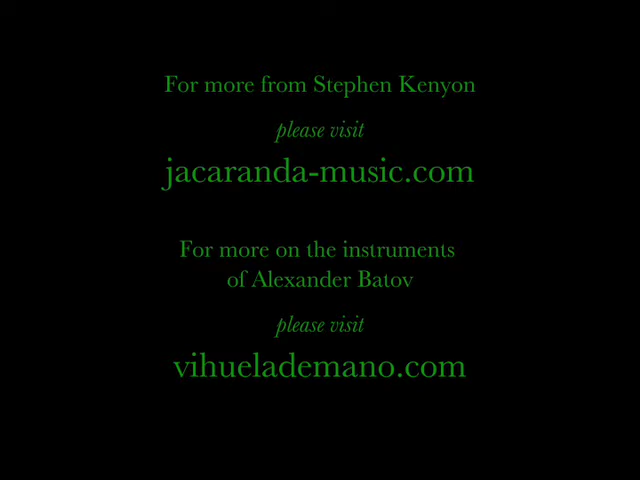 For more from Stephen Kenyon
please visit
jacaranda-music.com
For more on the instruments
of Alexander Batov
please visit
vihuelademano.com